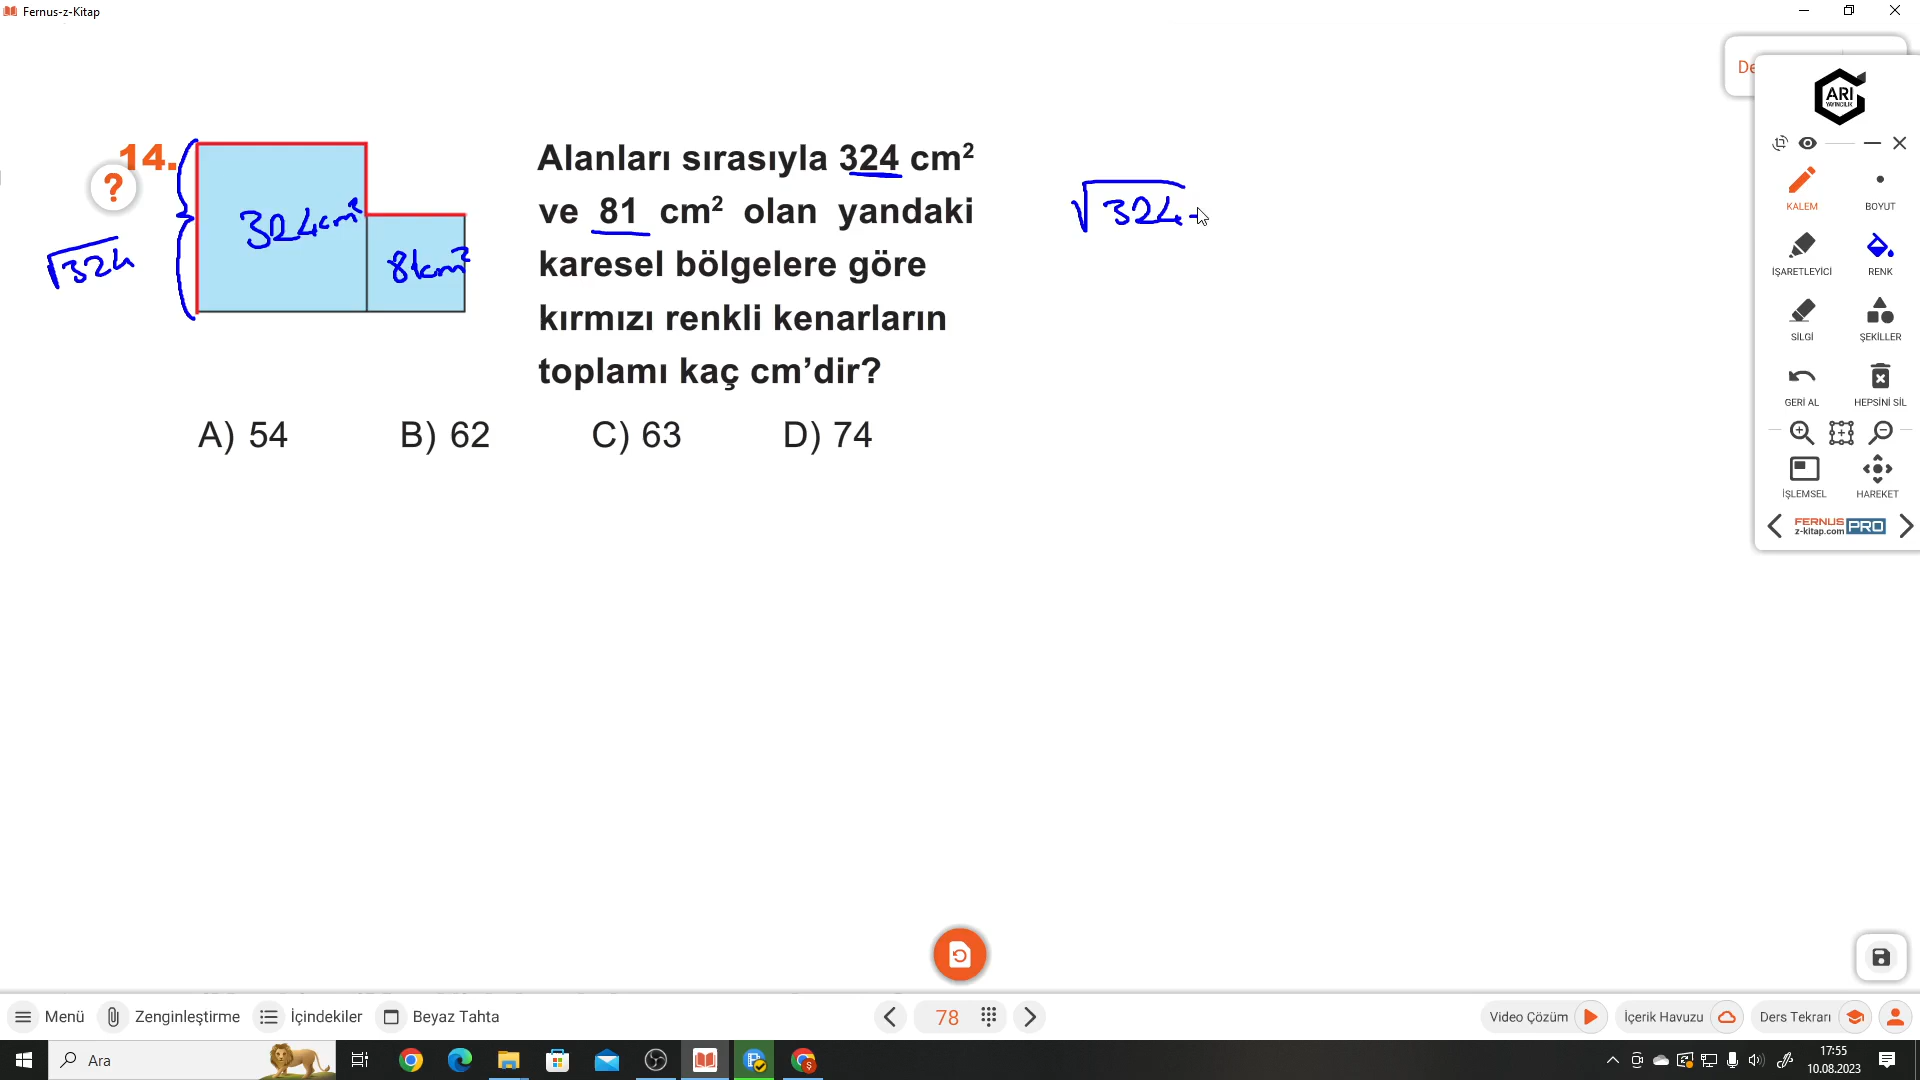 Fernus-z-Kitap
De
ARI
YAYINCILIK
14.
?
324cm²
81cm²
√324
Alanları sırasıyla 324 cm²
ve 81 cm² olan yandaki
karesel bölgelere göre
kırmızı renkli kenarların
toplamı kaç cm’dir?
A) 54 B) 62 C) 63 D) 74
√324
KALEM BOYUT
İŞARETLEYİCİ RENK
SİLGİ ŞEKİLLER
GERİ AL HEPSİNİ SİL
İŞLEMSEL HAREKET
FERNUS PRO
z-kitap.com
Menü Zenginleştirme İçindekiler Beyaz Tahta 78 Video Çözüm İçerik Havuzu Ders Tekrarı
Ara 17:55
10.08.2023